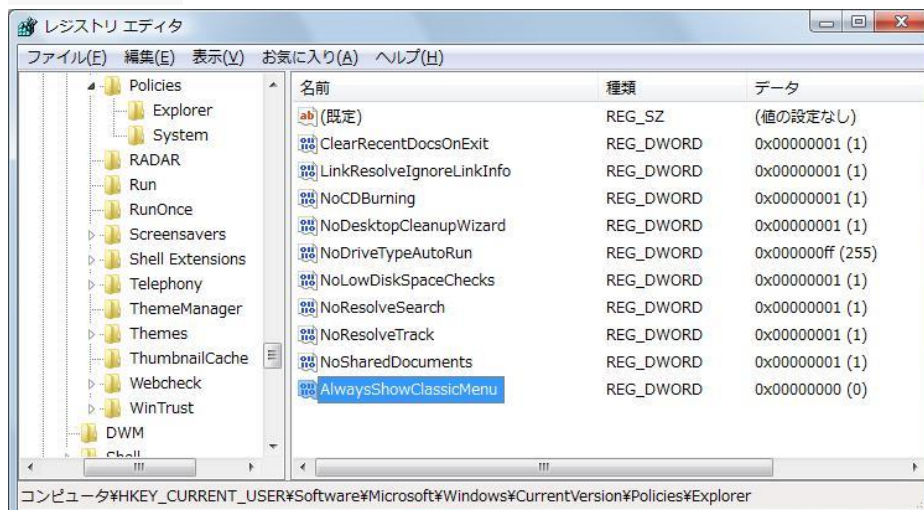 レジストリ エディタ
ファイル(F) 編集(E) 表示(V) お気に入り(A) ヘルプ(H)
Policies
Explorer
System
RADAR
Run
RunOnce
Screensavers
Shell Extensions
Telephony
ThemeManager
Themes
ThumbnailCache
Webcheck
WinTrust
DWM
Shell
名前 種類 データ
(既定) REG_SZ (値の設定なし)
ClearRecentDocsOnExit REG_DWORD 0x00000001 (1)
LinkResolveIgnoreLinkInfo REG_DWORD 0x00000001 (1)
NoCDBurning REG_DWORD 0x00000001 (1)
NoDesktopCleanupWizard REG_DWORD 0x00000001 (1)
NoDriveTypeAutoRun REG_DWORD 0x000000ff (255)
NoLowDiskSpaceChecks REG_DWORD 0x00000001 (1)
NoResolveSearch REG_DWORD 0x00000001 (1)
NoResolveTrack REG_DWORD 0x00000001 (1)
NoSharedDocuments REG_DWORD 0x00000001 (1)
AlwaysShowClassicMenu REG_DWORD 0x00000000 (0)
コンピュータ¥HKEY_CURRENT_USER¥Software¥Microsoft¥Windows¥CurrentVersion¥Policies¥Explorer